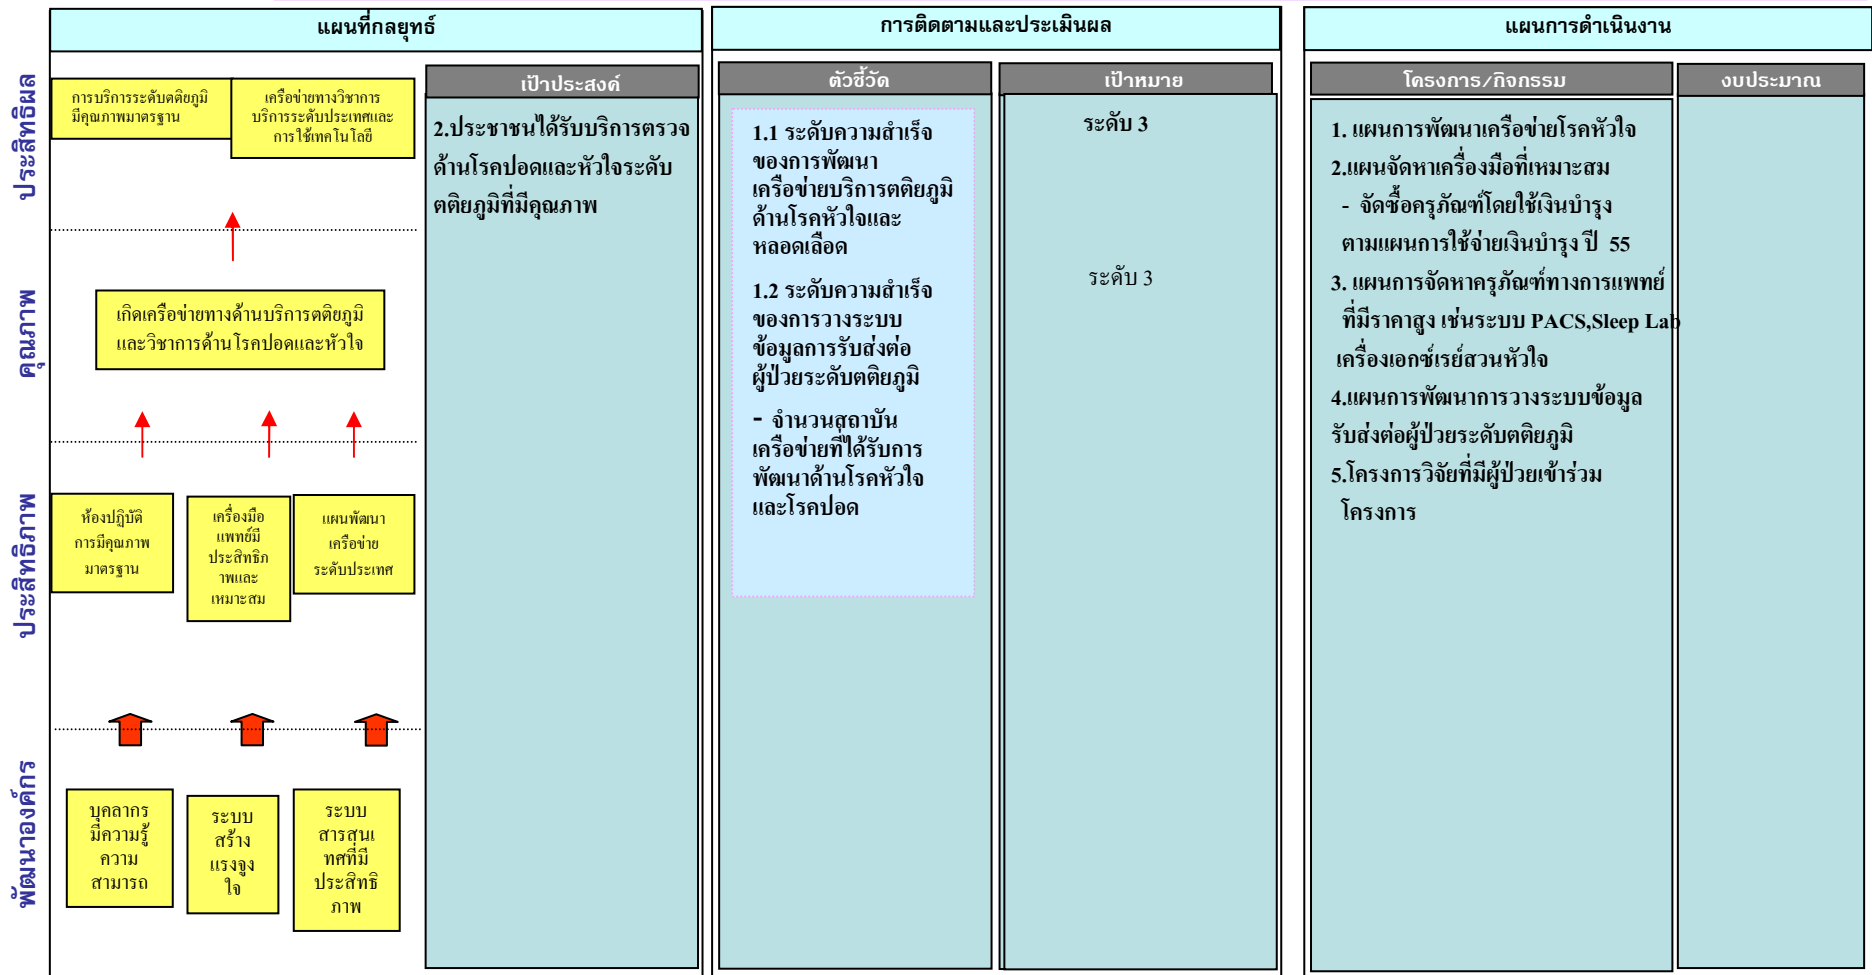 แผนที่กลยุทธ์
การติดตามและประเมินผล
แผนการดำเนินงาน
ประสิทธิผล
การบริการระดับตติยภูมิ
มีคุณภาพมาตรฐาน
เครือข่ายทางวิชาการ
บริการระดับประเทศและ
การใช้เทคโนโลยี
คุณภาพ
เกิดเครือข่ายทางด้านบริการตติยภูมิ
และวิชาการด้านโรคปอดและหัวใจ
ประสิทธิภาพ
ห้องปฏิบัติ
การมีคุณภาพ
มาตรฐาน
เครื่องมือ
แพทย์มี
ประสิทธิภ
าพและ
เหมาะสม
แผนพัฒนา
เครือข่าย
ระดับประเทศ
พัฒนาองค์กร
บุคลากร
มีความรู้
ความ
สามารถ
ระบบ
สร้าง
แรงจูง
ใจ
ระบบ
สารสนเ
ทศที่มี
ประสิทธิ
ภาพ
เป้าประสงค์
2.ประชาชนได้รับบริการตรวจ
ด้านโรคปอดและหัวใจระดับ
ตติยภูมิที่มีคุณภาพ
ตัวชี้วัด
1.1 ระดับความสำเร็จ
ของการพัฒนา
เครือข่ายบริการตติยภูมิ
ด้านโรคหัวใจและ
หลอดเลือด
1.2 ระดับความสำเร็จ
ของการวางระบบ
ข้อมูลการรับส่งต่อ
ผู้ป่วยระดับตติยภูมิ
- จำนวนสถาบัน
เครือข่ายที่ได้รับการ
พัฒนาด้านโรคหัวใจ
และโรคปอด
เป้าหมาย
ระดับ 3
ระดับ 3
โครงการ/กิจกรรม
1. แผนการพัฒนาเครือข่ายโรคหัวใจ
2.แผนจัดหาเครื่องมือที่เหมาะสม
- จัดซื้อครุภัณฑ์โดยใช้เงินบำรุง
ตามแผนการใช้จ่ายเงินบำรุง ปี 55
3. แผนการจัดหาครุภัณฑ์ทางการแพทย์
ที่มีราคาสูง เช่นระบบ PACS,Sleep Lab
เครื่องเอกซ์เรย์สวนหัวใจ
4.แผนการพัฒนาการวางระบบข้อมูล
รับส่งต่อผู้ป่วยระดับตติยภูมิ
5.โครงการวิจัยที่มีผู้ป่วยเข้าร่วม
โครงการ
งบประมาณ